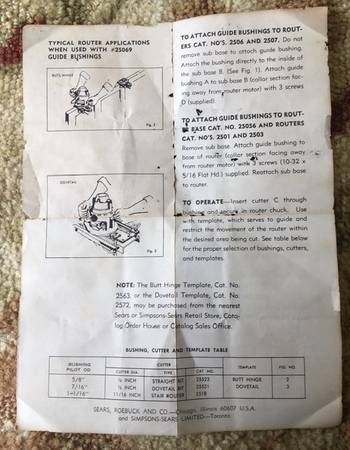 TYPICAL ROUTER APPLICATIONS
WHEN USED WITH #25069
GUIDE BUSHINGS
BUTT HINGE
Fig. 2
DOVETAIL
Fig. 3
TO ATTACH GUIDE BUSHINGS TO ROUT-
ERS CAT. NO'S. 2506 AND 2507. Do not
remove sub base to attach guide bushing.
Attach the bushing directly to the inside of
the sub base B. (See Fig. 1). Attach guide
bushing A to sub base B (collar section fac-
ing away from router motor) with 3 screws
D (supplied).
TO ATTACH GUIDE BUSHINGS TO ROUT-
BASE CAT. NO. 25056 AND ROUTERS
CAT. NO'S. 2501 AND 2503
Remove sub base. Attach guide bushing to
base of router (collar section facing away
from router motor) with 3 screws (10-32 x
5/16 Flat Hd.) supplied. Reattach sub base
to router.
TO OPERATE—Insert cutter C through
bushing and secure in router chuck. Use
with template, which serves to guide and
restrict the movement of the router within
the desired area being cut. See table below
for the proper selection of bushings, cutters,
and templates.
NOTE: The Butt Hinge Template, Cat. No.
2563, or the Dovetail Template, Cat. No.
2572, may be purchased from the nearest
Sears or Simpsons-Sears Retail Store, Cata-
log Order House or Catalog Sales Office.
BUSHING, CUTTER AND TEMPLATE TABLE
BUSHING PILOT OD CUTTER TEMPLATE FIG. NO.
CUTTER DIA. TYPE CAT NO.
5/8" ½ INCH STRAIGHT BIT 25523 BUTT HINGE 2
7/16" INCH DOVETAIL BIT 25531 DOVETAIL 3
1-1/16" 11/16 INCH STAIR ROUTER 2518
SEARS, ROEBUCK AND CO.—Chicago, Illinois 60607 U.S.A.
and SIMPSONS-SEARS LIMITED—Toronto